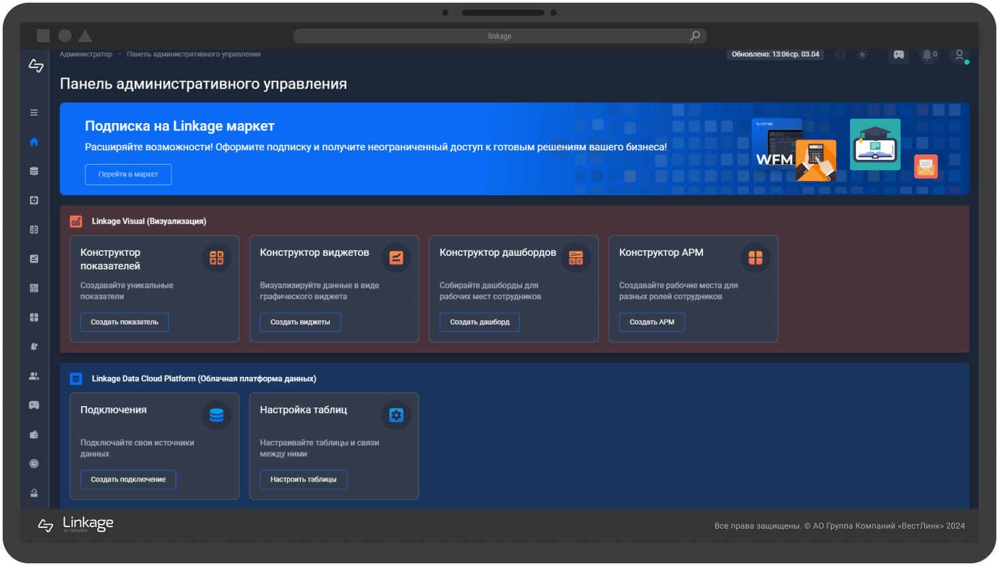 linkage
Администратор – Панель административного управления
Обновлено: 13:06 ср. 03.04
0
Панель административного управления
Подписка на Linkage маркет
Расширяйте возможности! Оформите подписку и получите неограниченный доступ к готовым решениям вашего бизнеса!
Перейти в маркет
Linkage
WFM
Linkage Visual (Визуализация)
Конструктор
показателей
Создавайте уникальные
показатели
Создать показатель
Конструктор виджетов
Визуализируйте данные в виде
графического виджета
Создать виджеты
Конструктор дашбордов
Собирайте дашборды для
рабочих мест сотрудников
Создать дашборд
Конструктор АРМ
Создавайте рабочие места для
разных ролей сотрудников
Создать АРМ
Linkage Data Cloud Platform (Облачная платформа данных)
Подключения
Подключайте свои источники
данных
Создать подключение
Настройка таблиц
Настраивайте таблицы и связи
между ними
Настроить таблицы
Linkage
AI DRIVEN
Все права защищены. © АО Группа Компаний «ВестЛинк» 2024